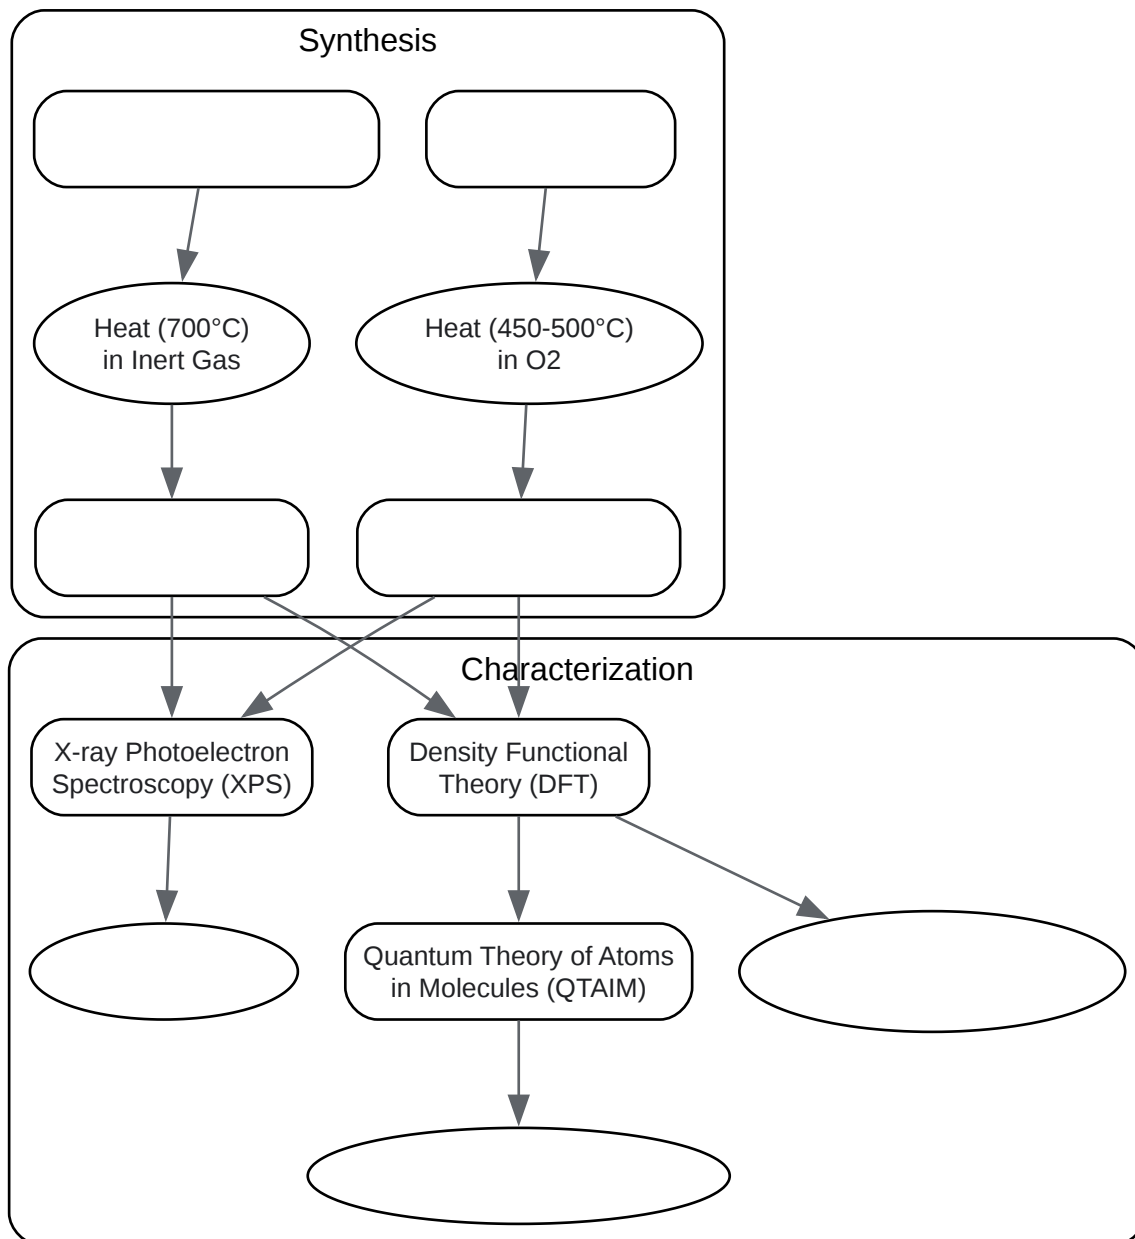 Synthesis
Heat (700°C)
in Inert Gas
Heat (450-500°C)
in O2
Characterization
X-ray Photoelectron
Spectroscopy (XPS)
Density Functional
Theory (DFT)
Quantum Theory of Atoms
in Molecules (QTAIM)